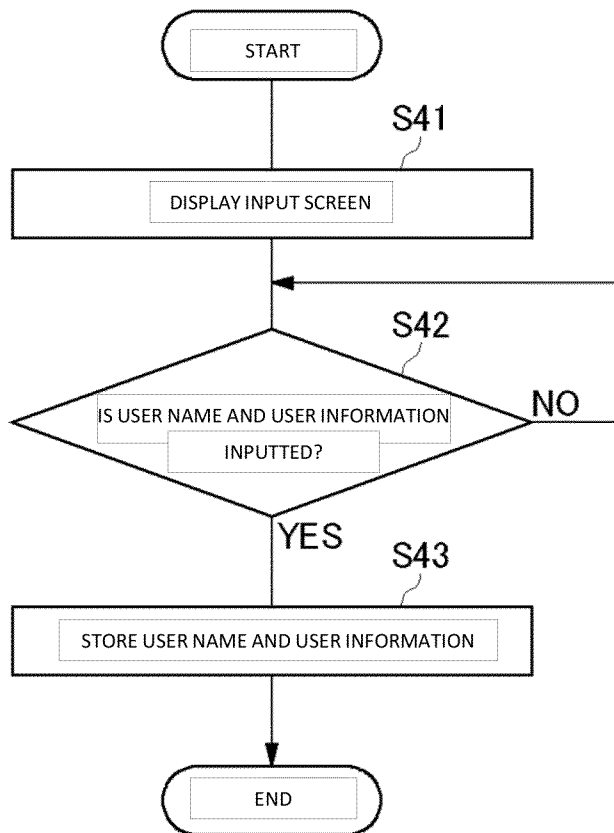 START
S41
DISPLAY INPUT SCREEN
S42
IS USER NAME AND USER INFORMATION
INPUTTED?
NO
YES
S43
STORE USER NAME AND USER INFORMATION
END